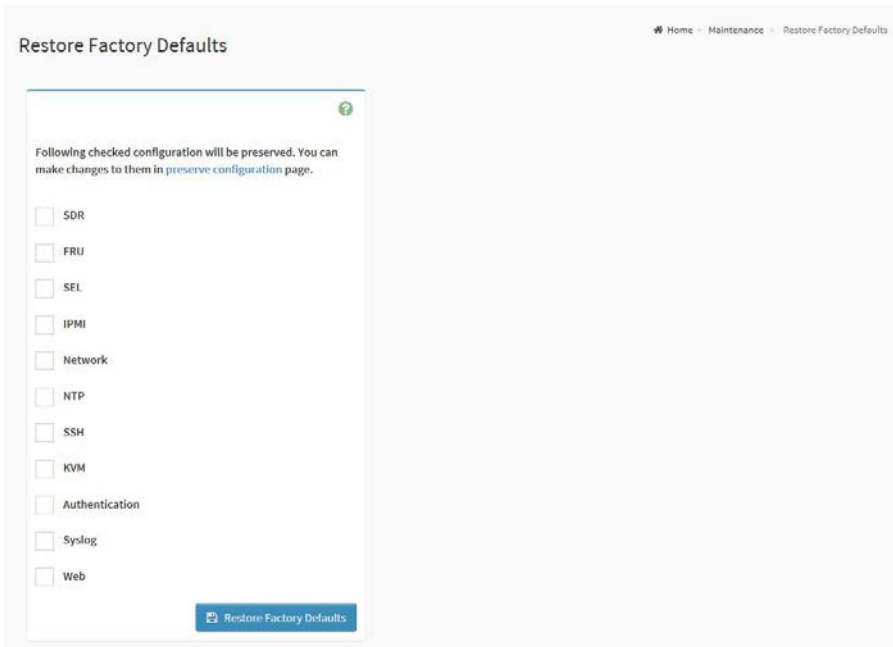 Restore Factory Defaults
Home > Maintenance > Restore Factory Defaults
Following checked configuration will be preserved. You can
make changes to them in preserve configuration page.
SDR
FRU
SEL
IPMI
Network
NTP
SSH
KVM
Authentication
Syslog
Web
Restore Factory Defaults